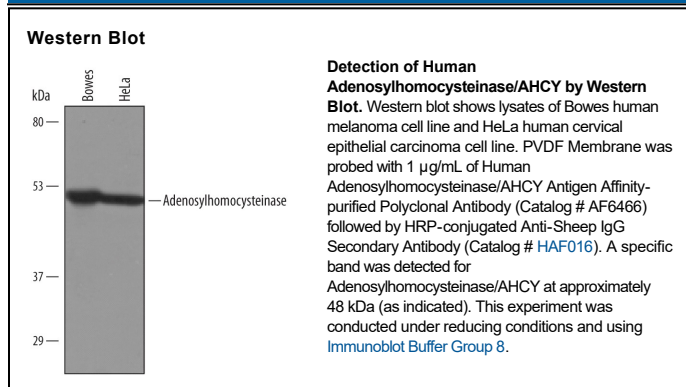 Western Blot
kDa
Bowes
HeLa
80
53
Adenosylhomocysteinase
37
29
Detection of Human
Adenosylhomocysteinase/AHCY by Western
Blot. Western blot shows lysates of Bowes human
melanoma cell line and HeLa human cervical
epithelial carcinoma cell line. PVDF Membrane was
probed with 1 µg/mL of Human
Adenosylhomocysteinase/AHCY Antigen Affinity-
purified Polyclonal Antibody (Catalog # AF6466)
followed by HRP-conjugated Anti-Sheep IgG
Secondary Antibody (Catalog # HAF016). A specific
band was detected for
Adenosylhomocysteinase/AHCY at approximately
48 kDa (as indicated). This experiment was
conducted under reducing conditions and using
Immunoblot Buffer Group 8.